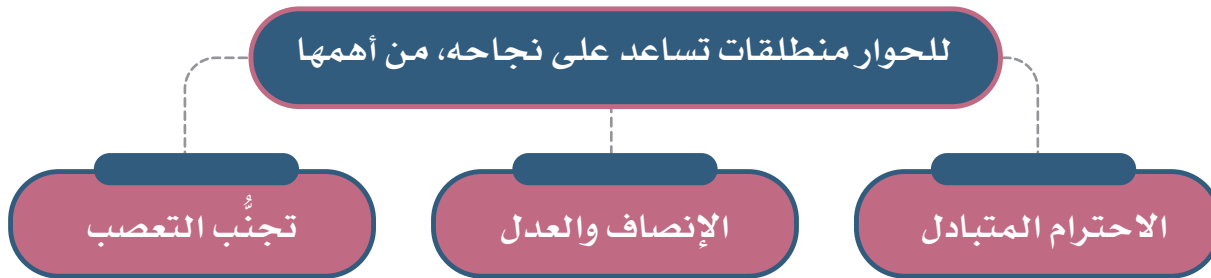 للحوار منطلقات تساعد على نجاحه، من أهمها
الاحترام المتبادل
الإنصاف والعدل
تجنُّب التعصب